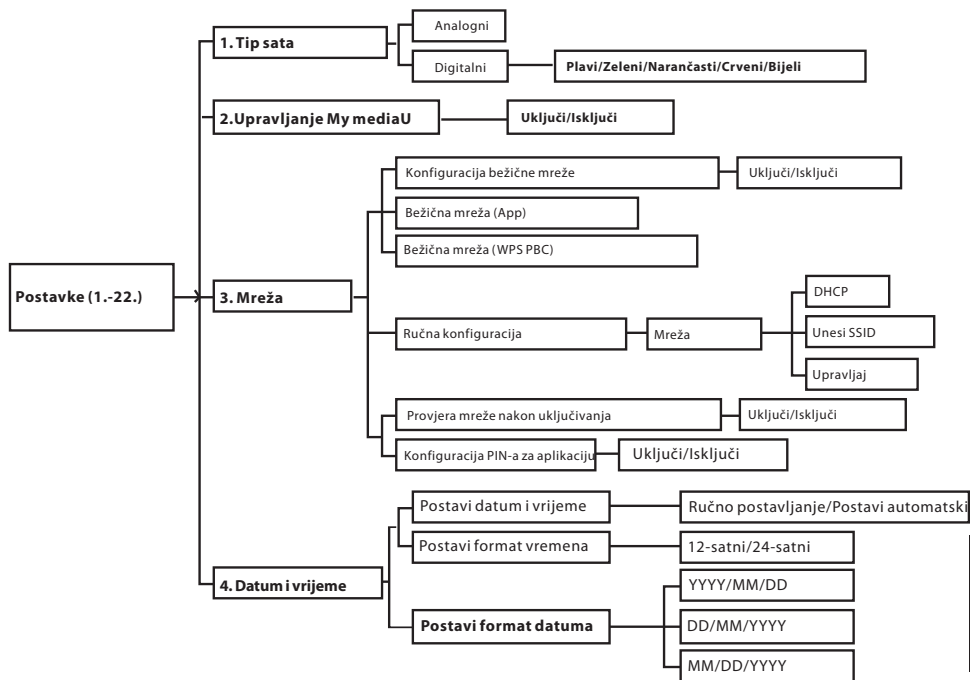 Postavke (1.-22.)
1. Tip sata
Analogni
Digitalni
Plavi/Zeleni/Narančasti/Crveni/Bijeli
2.Upravljanje My mediaU
Uključi/Isključi
3. Mreža
Konfiguracija bežične mreže
Uključi/Isključi
Bežična mreža (App)
Bežična mreža (WPS PBC)
Ručna konfiguracija
Mreža
DHCP
Unesi SSID
Upravljaj
Provjera mreže nakon uključivanja
Uključi/Isključi
Konfiguracija PIN-a za aplikaciju
Uključi/Isključi
4. Datum i vrijeme
Postavi datum i vrijeme
Ručno postavljanje/Postavi automatski
Postavi format vremena
12-satni/24-satni
Postavi format datuma
YYYY/MM/DD
DD/MM/YYYY
MM/DD/YYYY